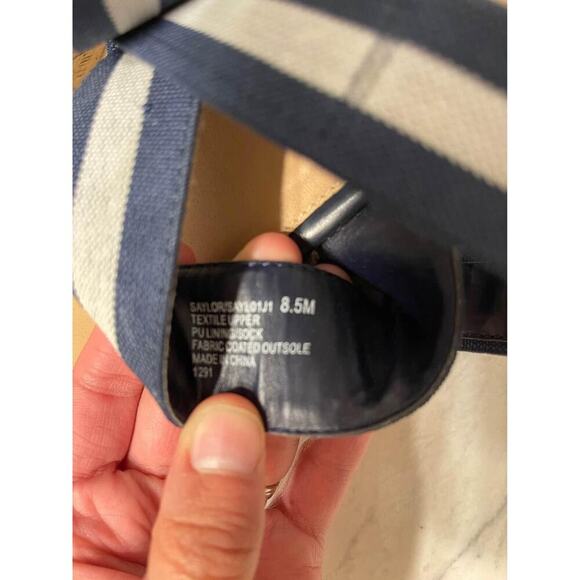 SAYLOR/SAYL01J1 8.5M
TEXTILE UPPER
PU LINING/SOCK
FABRIC COATED OUTSOLE
MADE IN CHINA
1291